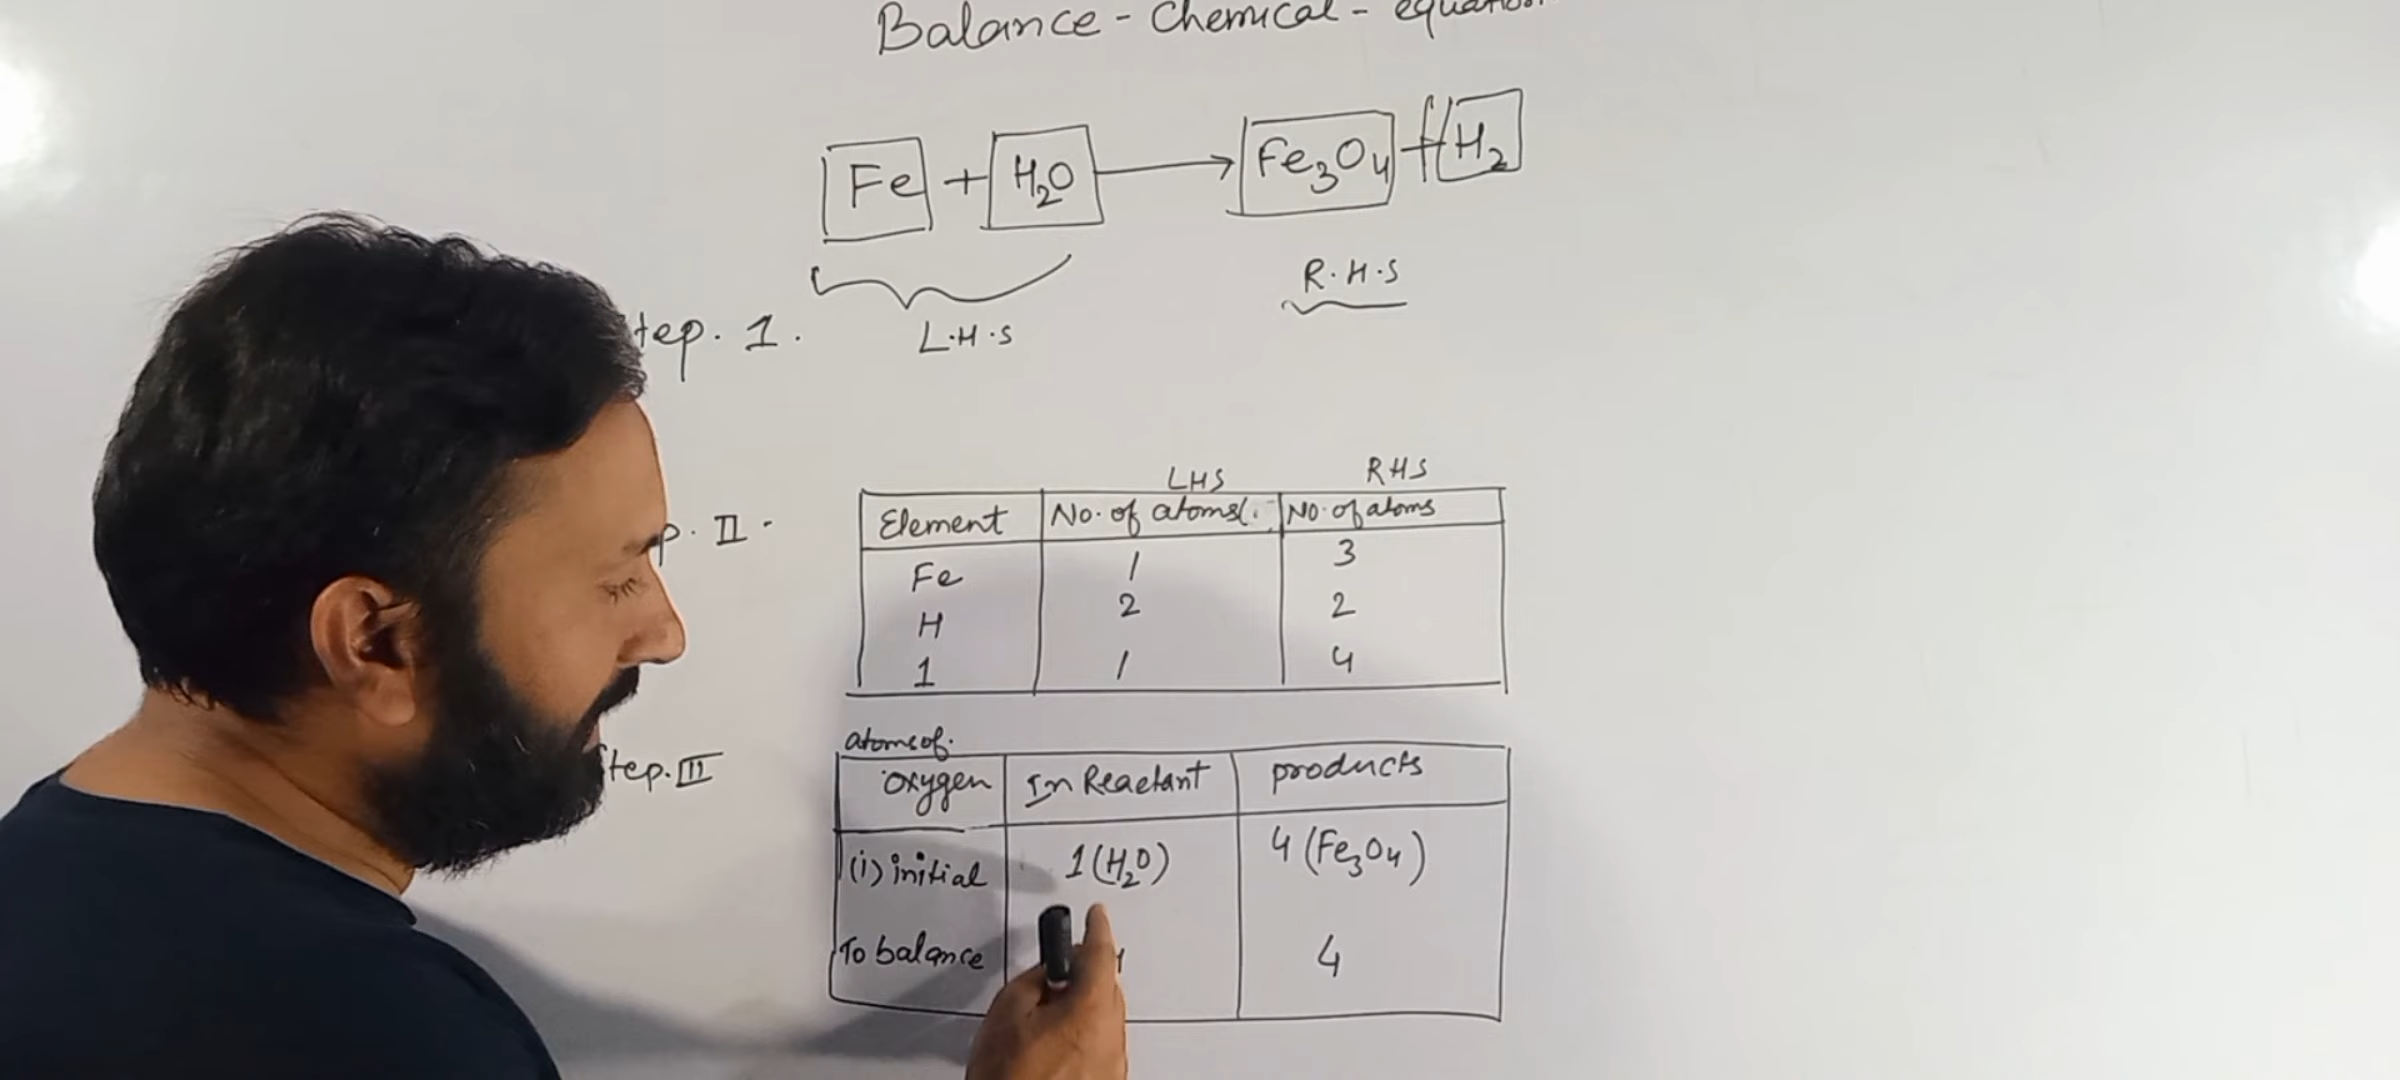 Balance - Chemical - equation
Fe + H2O → Fe3O4 + H2
R.H.S
L.H.S
tep. 1.
LHS RHS
Element No. of atoms(. No. of atoms
p. II -
Fe 1 3
H 2 2
1 1 4
atoms of.
oxygen In Reactant products
tep. III
(i) initial 1(H2O) 4(Fe3O4)
To balance 4